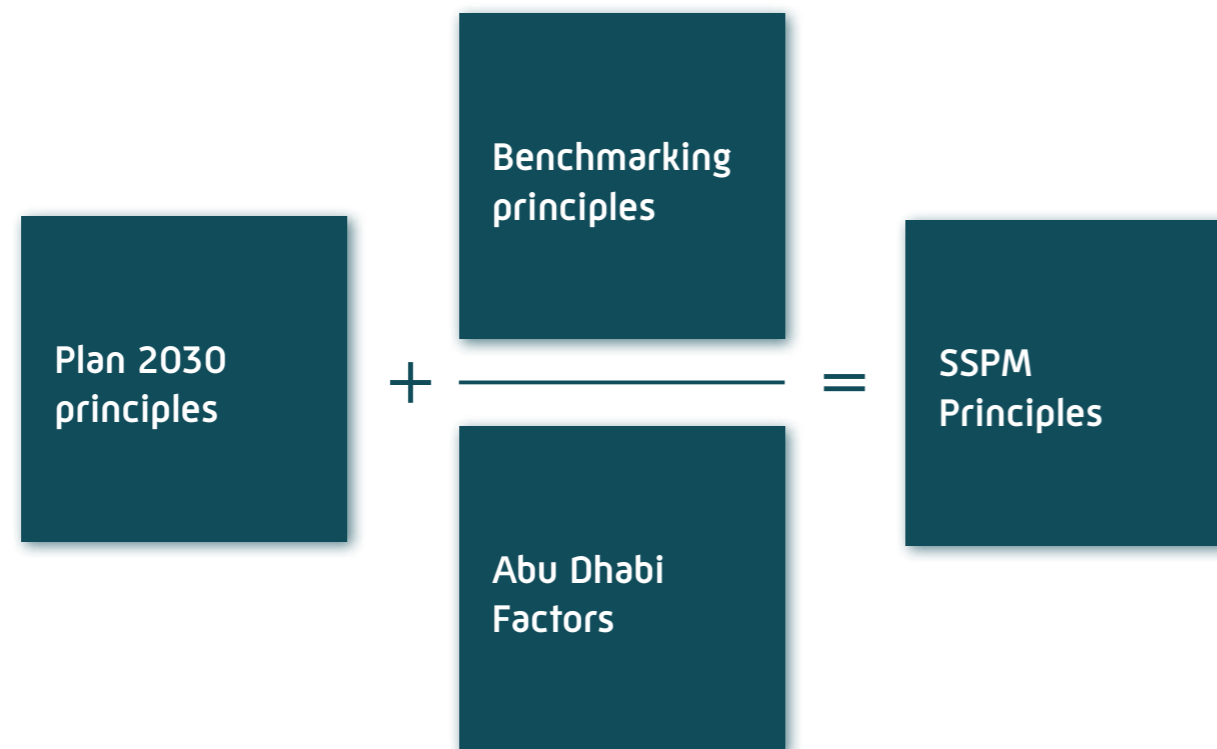 Plan 2030
principles
+
Benchmarking
principles
Abu Dhabi
Factors
=
SSPM
Principles